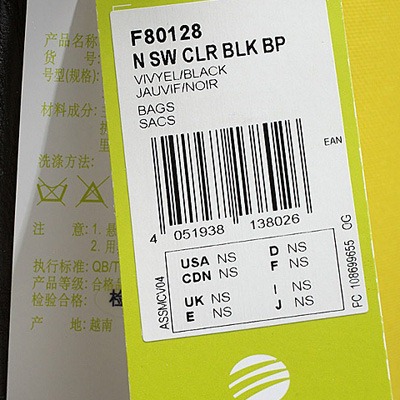 产品名称
货 号:
号型(规格):
材料成分:
洗涤方法:
注 意: 1.
2. 用
执行标准: QB/T
产品等级: 合格
检验合格: 检
产 地: 越南
F80128
N SW CLR BLK BP
VIVYEL/BLACK
JAUVIF/NOIR
BAGS
SACS
EAN
4 051938 138026
USA NS
CDN NS
UK NS
E NS
D NS
F NS
I NS
J NS
ASSMCV04
PC 108699655 OG